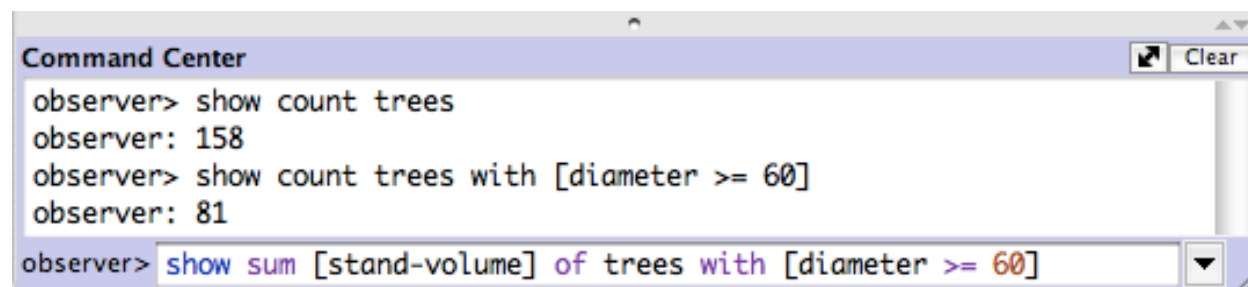 Command Center
Clear
observer> show count trees
observer: 158
observer> show count trees with [diameter >= 60]
observer: 81
observer> show sum [stand-volume] of trees with [diameter >= 60]